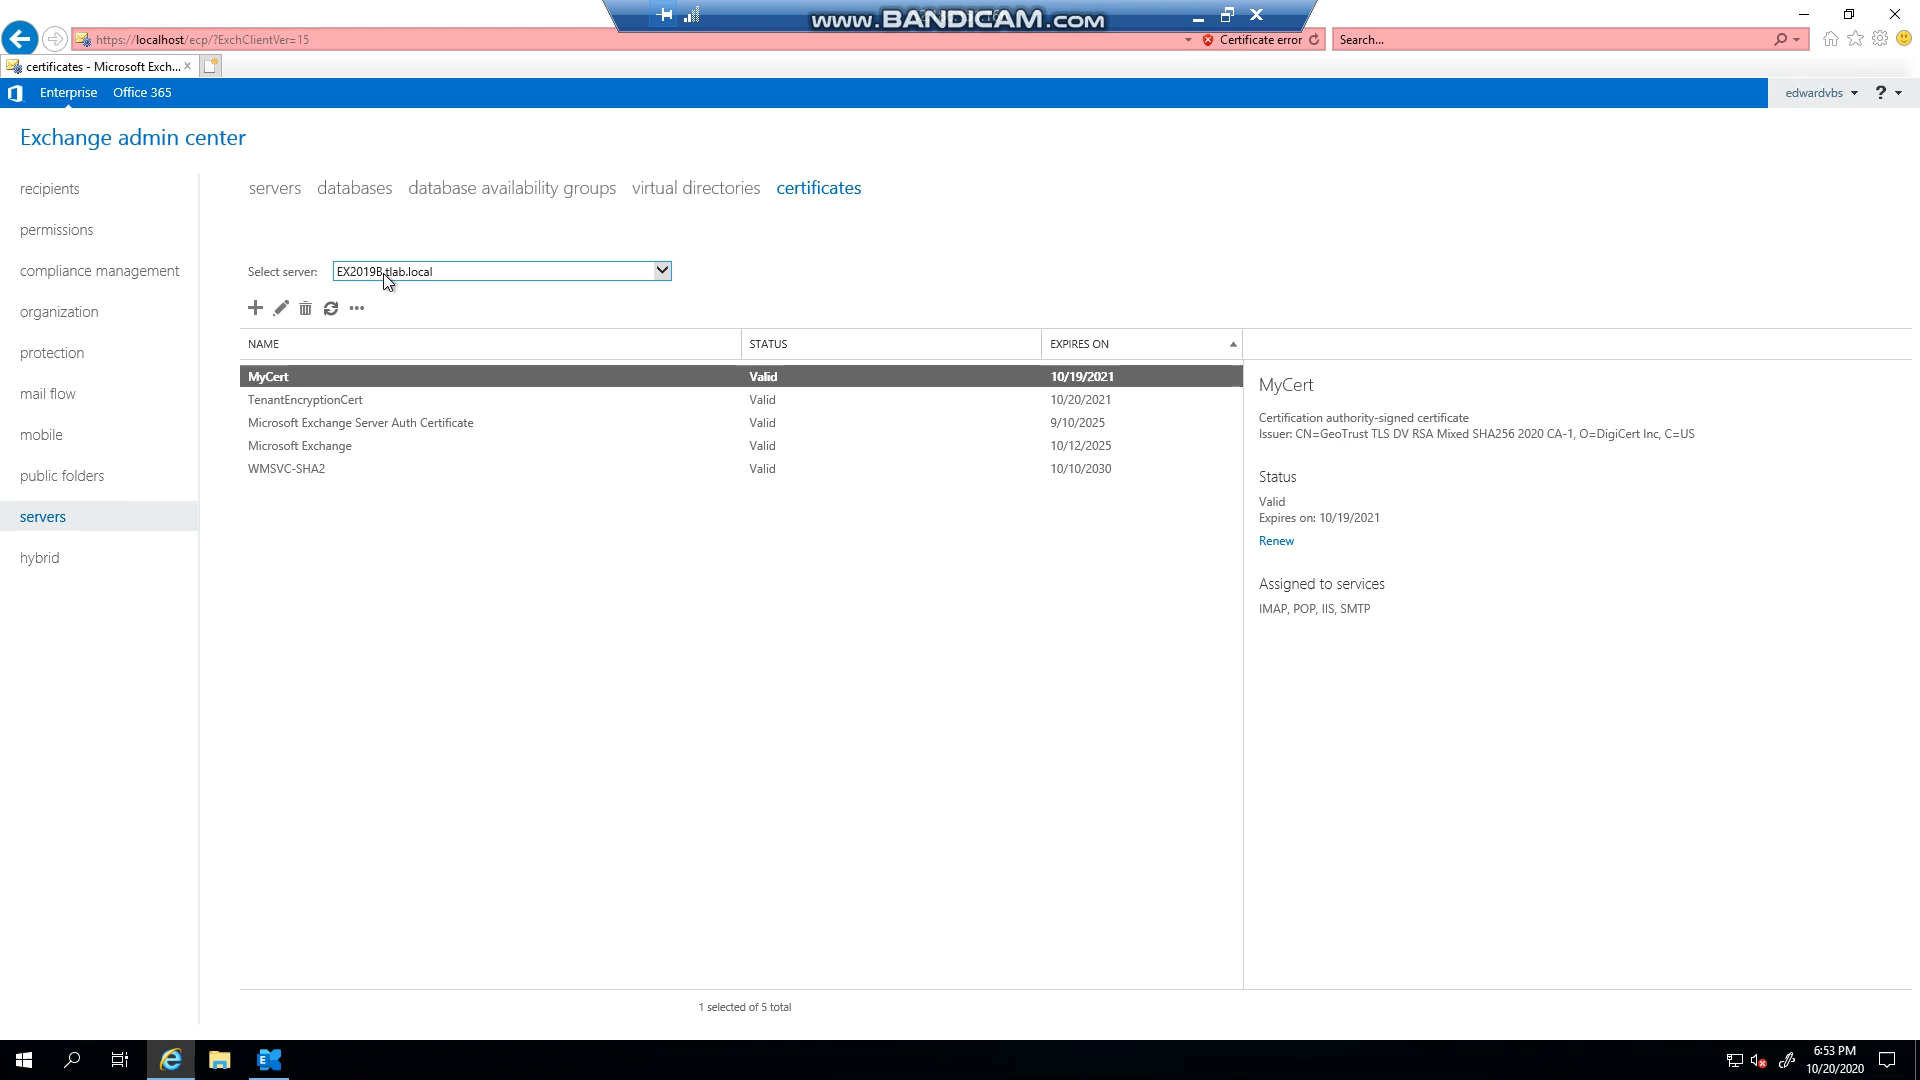 www.BANDICAM.com
https://localhost/ecp/?ExchClientVer=15
Certificate error
Search...
certificates - Microsoft Exch...
Enterprise
Office 365
edwardvbs
?
Exchange admin center
recipients
permissions
compliance management
organization
protection
mail flow
mobile
public folders
servers
hybrid
servers
databases
database availability groups
virtual directories
certificates
Select server:
EX2019B.tlab.local
NAME
STATUS
EXPIRES ON
MyCert
Valid
10/19/2021
TenantEncryptionCert
Valid
10/20/2021
Microsoft Exchange Server Auth Certificate
Valid
9/10/2025
Microsoft Exchange
Valid
10/12/2025
WMSVC-SHA2
Valid
10/10/2030
MyCert
Certification authority-signed certificate
Issuer: CN=GeoTrust TLS DV RSA Mixed SHA256 2020 CA-1, O=DigiCert Inc, C=US
Status
Valid
Expires on: 10/19/2021
Renew
Assigned to services
IMAP, POP, IIS, SMTP
1 selected of 5 total
6:53 PM
10/20/2020